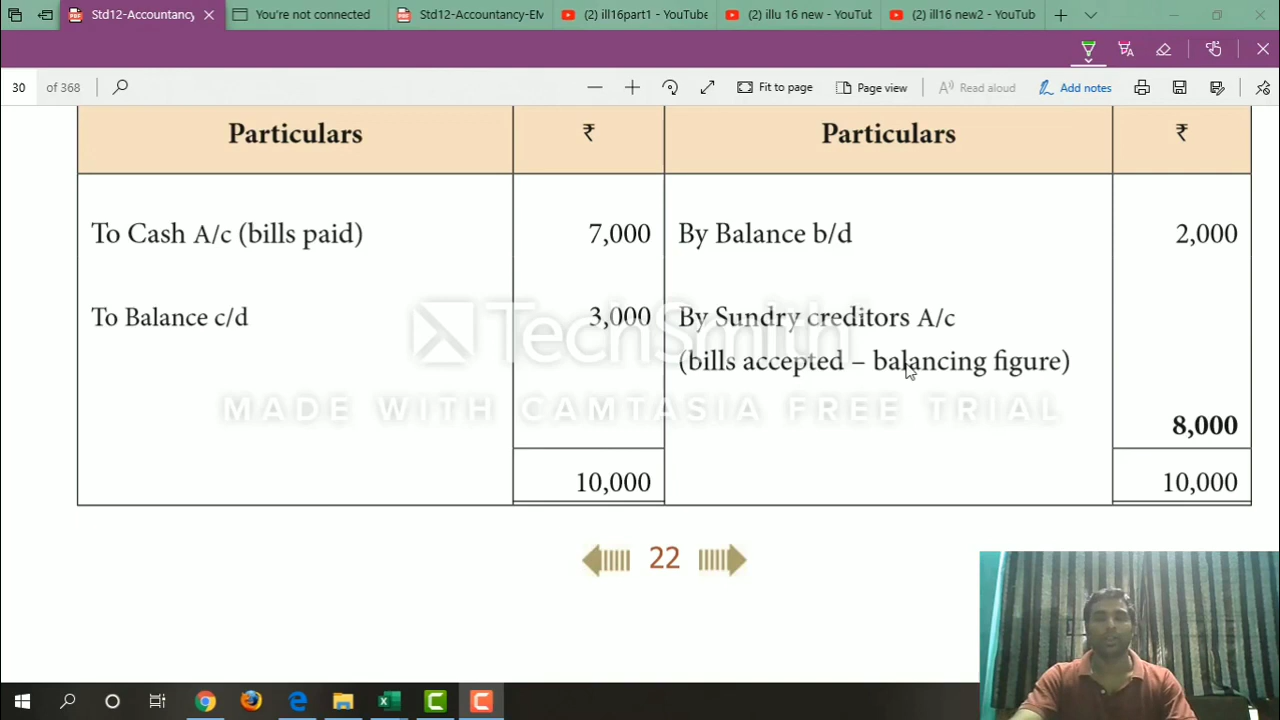 Std12-Accountancy
You're not connected
Std12-Accountancy-EM
(2) ill16part1 - YouTube
(2) illu 16 new - YouTub
(2) ill16 new2 - YouTub
30 of 368
Fit to page
Page view
Read aloud
Add notes
Particulars ₹ Particulars ₹
To Cash A/c (bills paid) 7,000 By Balance b/d 2,000
To Balance c/d 3,000 By Sundry creditors A/c
(bills accepted – balancing figure)
8,000
10,000 10,000
TechSmith
MADE WITH CAMTASIA FREE TRIAL
22